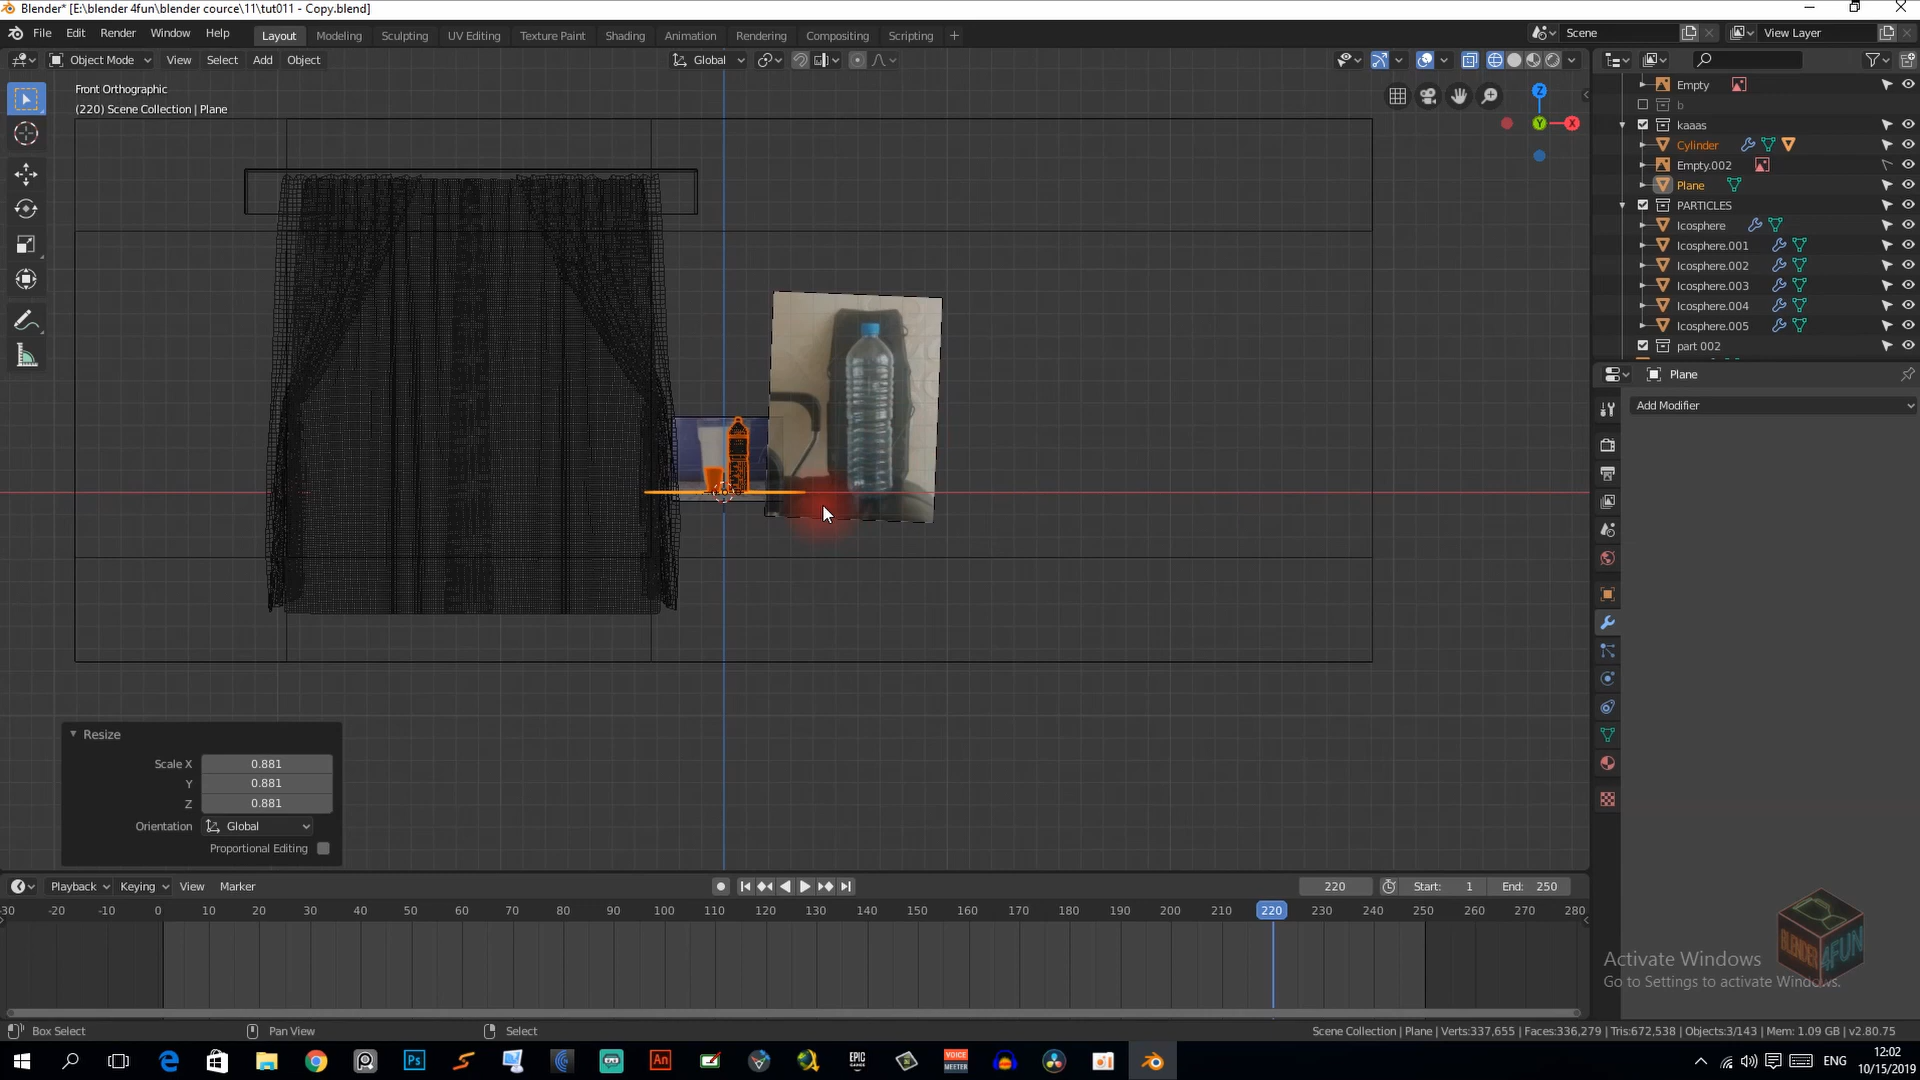 Blender* [E:\blender 4fun\blender cource\11\tut011 - Copy.blend]
File Edit Render Window Help Layout Modeling Sculpting UV Editing Texture Paint Shading Animation Rendering Compositing Scripting + Scene View Layer
Object Mode View Select Add Object Global
Front Orthographic
(220) Scene Collection | Plane
Z
Y
X
Empty
b
kaaas
Cylinder
Empty.002
Plane
PARTICLES
Icosphere
Icosphere.001
Icosphere.002
Icosphere.003
Icosphere.004
Icosphere.005
part 002
Plane
Add Modifier
Resize
Scale X 0.881
Y 0.881
Z 0.881
Orientation Global
Proportional Editing
Playback Keying View Marker 220 Start: 1 End: 250
-30 -20 -10 0 10 20 30 40 50 60 70 80 90 100 110 120 130 140 150 160 170 180 190 200 210 220 230 240 250 260 270 280
BLENDER 4FUN
Activate Windows
Go to Settings to activate Windows.
Box Select Pan View Select Scene Collection | Plane | Verts:337,655 | Faces:336,279 | Tris:672,538 | Objects:3/143 | Mem: 1.09 GB | v2.80.75
Ps An EPIC GAMES VOICE MEETER ENG 12:02
10/15/2019